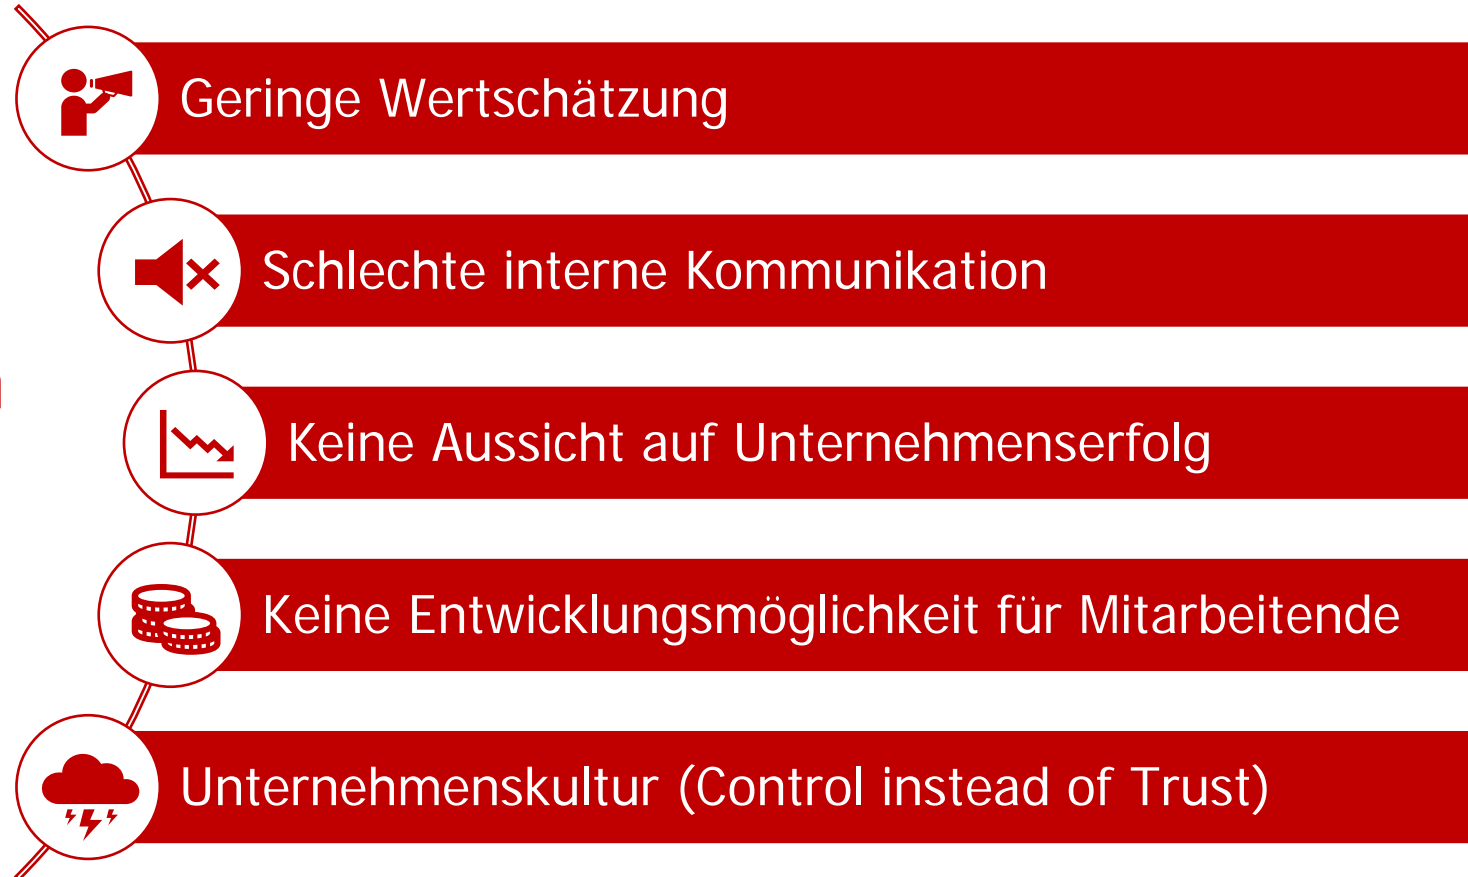 Geringe Wertschätzung
Schlechte interne Kommunikation
Keine Aussicht auf Unternehmenserfolg
Keine Entwicklungsmöglichkeit für Mitarbeitende
Unternehmenskultur (Control instead of Trust)